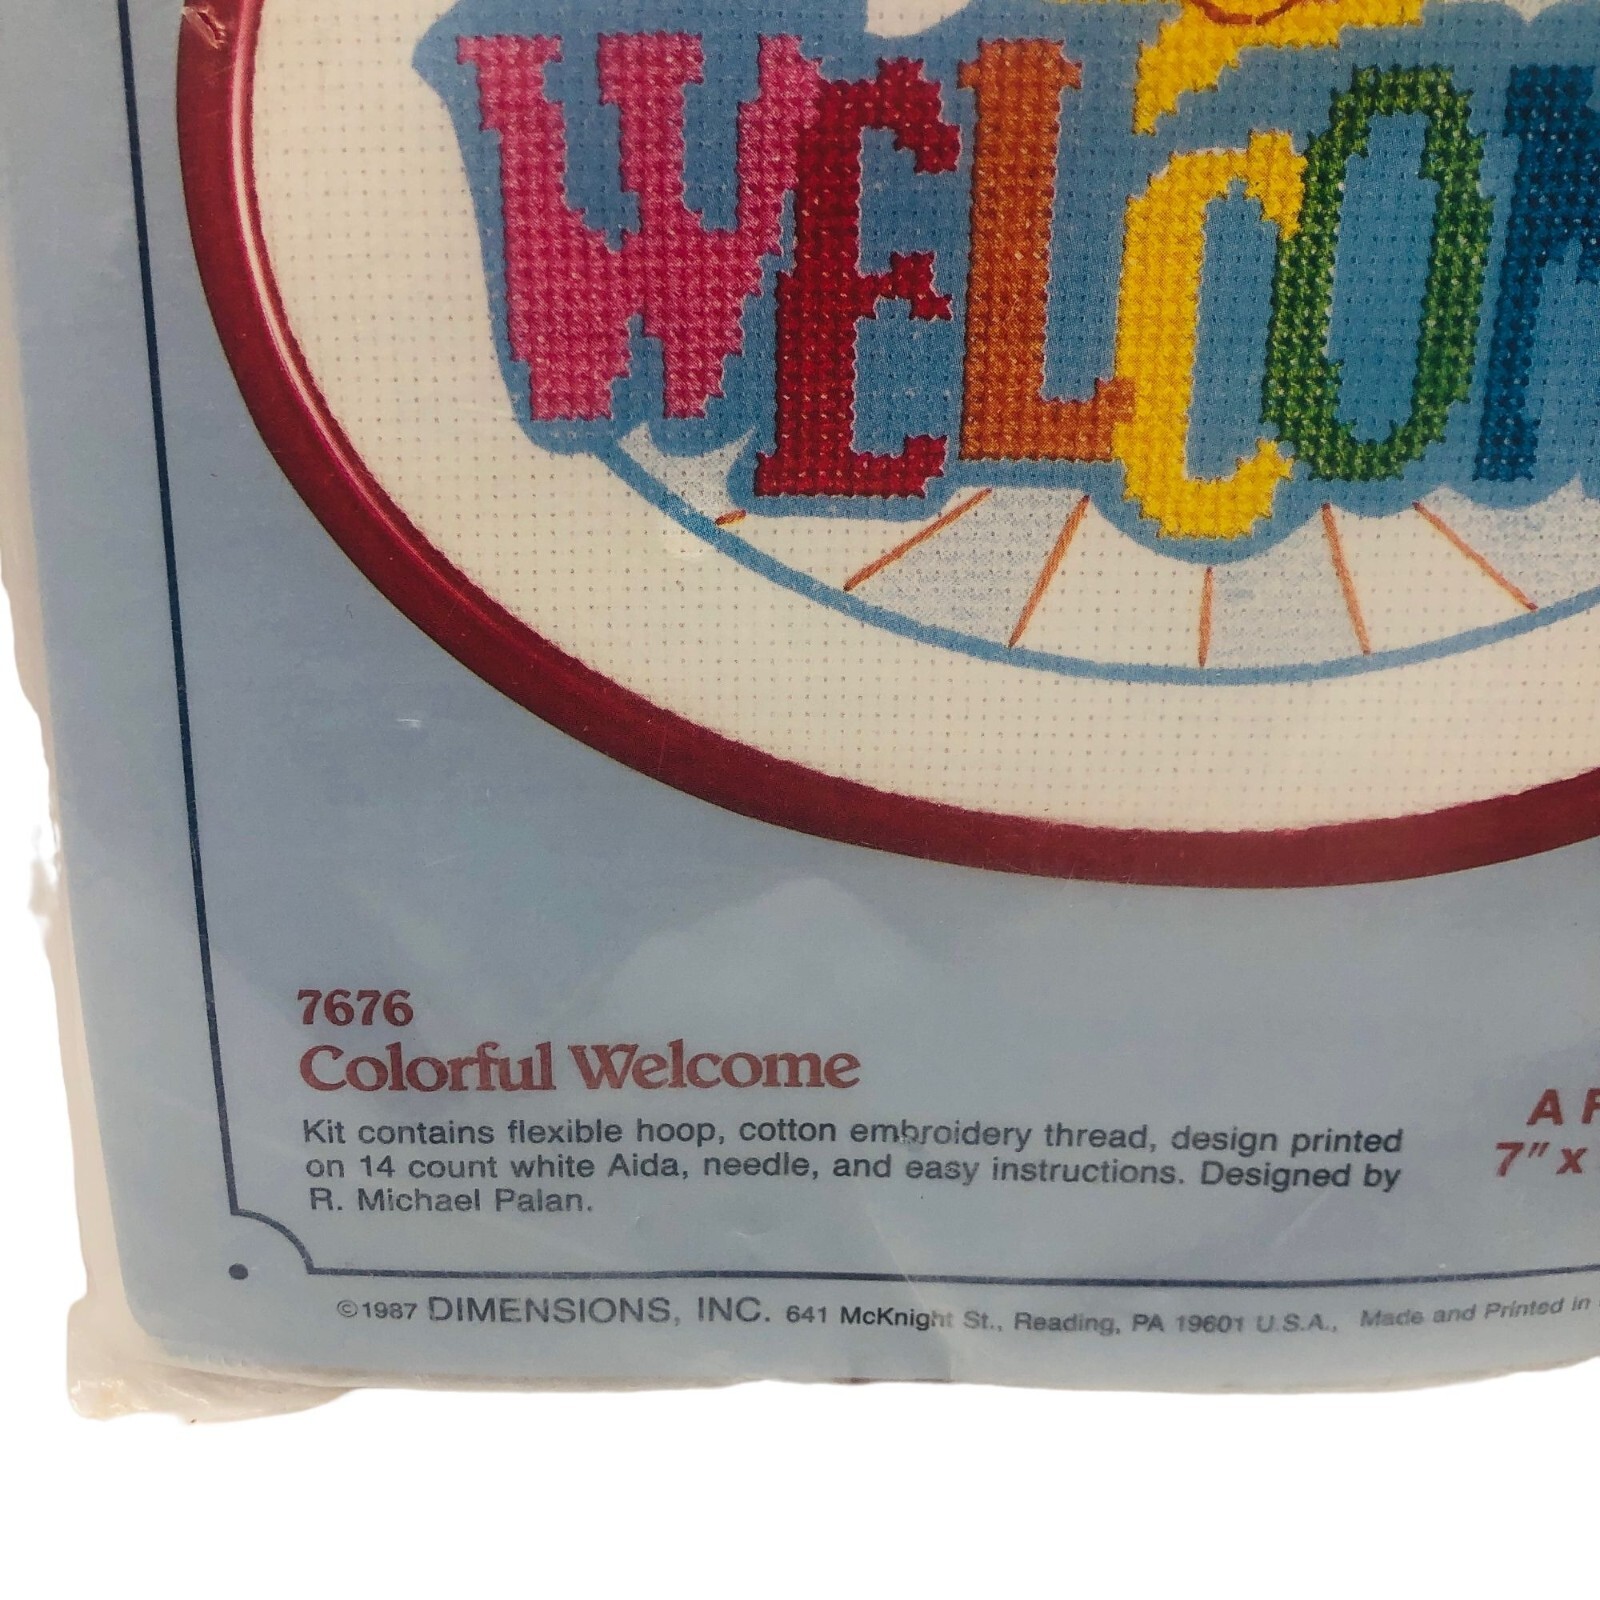 WELCO
7676
Colorful Welcome
Kit contains flexible hoop, cotton embroidery thread, design printed
on 14 count white Aida, needle, and easy instructions. Designed by
R. Michael Palan.
A F
7" x
©1987 DIMENSIONS, INC. 641 McKnight St., Reading, PA 19601 U.S.A., Made and Printed in